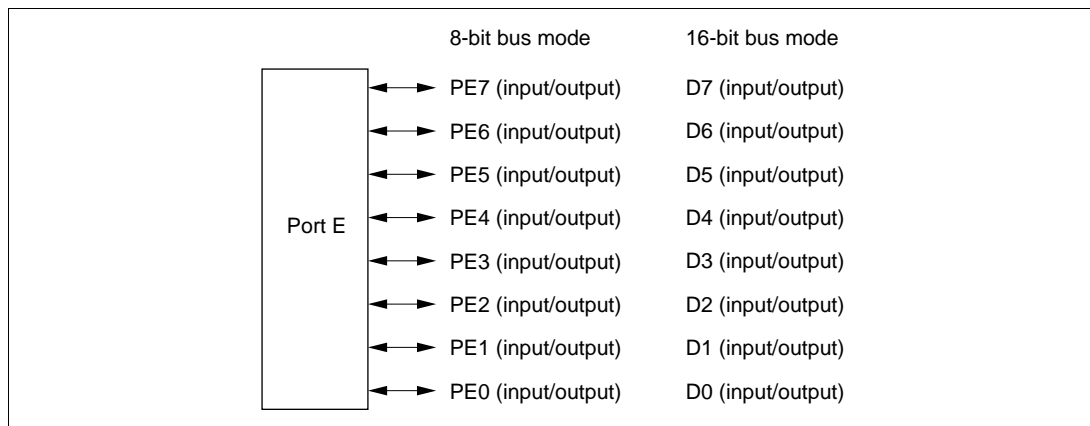 8-bit bus mode 16-bit bus mode
PE7 (input/output) D7 (input/output)
PE6 (input/output) D6 (input/output)
PE5 (input/output) D5 (input/output)
Port E PE4 (input/output) D4 (input/output)
PE3 (input/output) D3 (input/output)
PE2 (input/output) D2 (input/output)
PE1 (input/output) D1 (input/output)
PE0 (input/output) D0 (input/output)